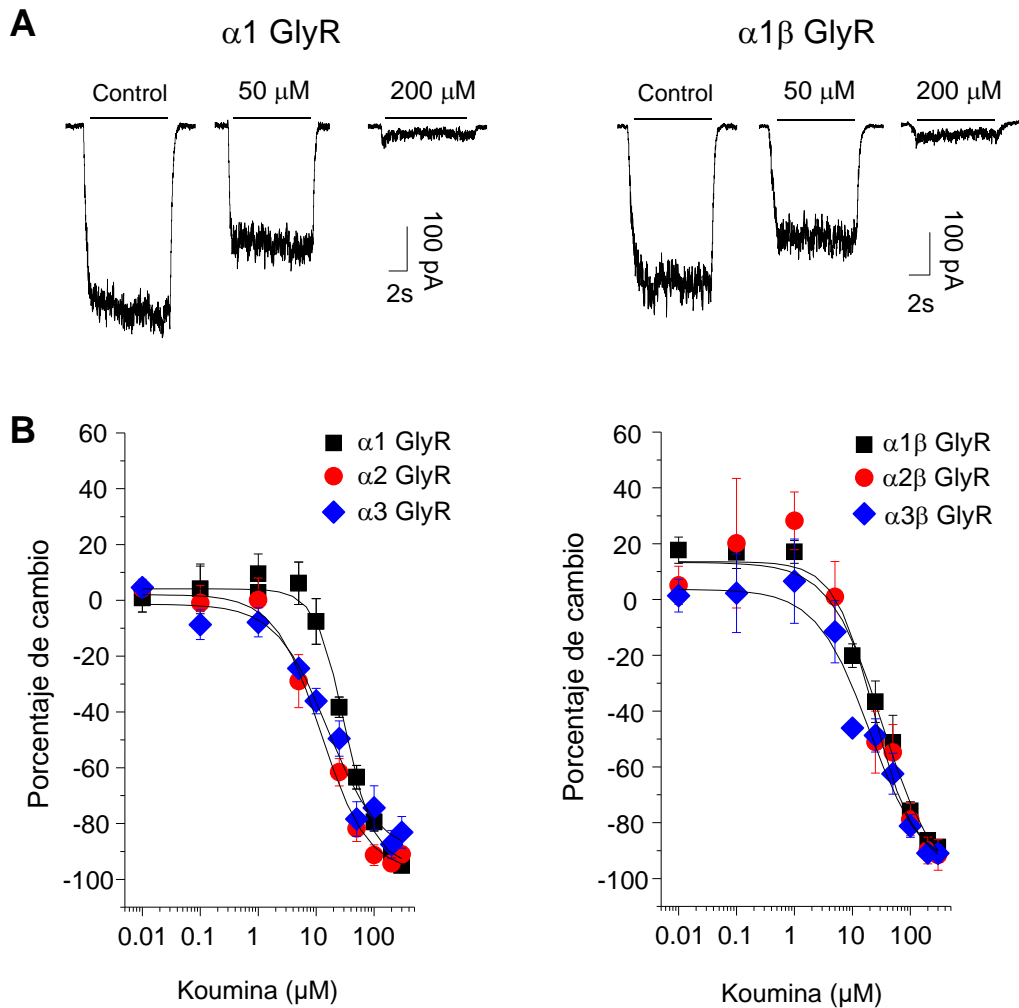 A
α1 GlyR
α1β GlyR
Control
50 μM
200 μM
Control
50 μM
200 μM
100 pA
2s
100 pA
2s
B
60
40
20
0
-20
-40
-60
-80
-100
Porcentaje de cambio
α1 GlyR
α2 GlyR
α3 GlyR
0.01
0.1
1
10
100
Koumina (μM)
60
40
20
0
-20
-40
-60
-80
-100
Porcentaje de cambio
α1β GlyR
α2β GlyR
α3β GlyR
0.01
0.1
1
10
100
Koumina (μM)